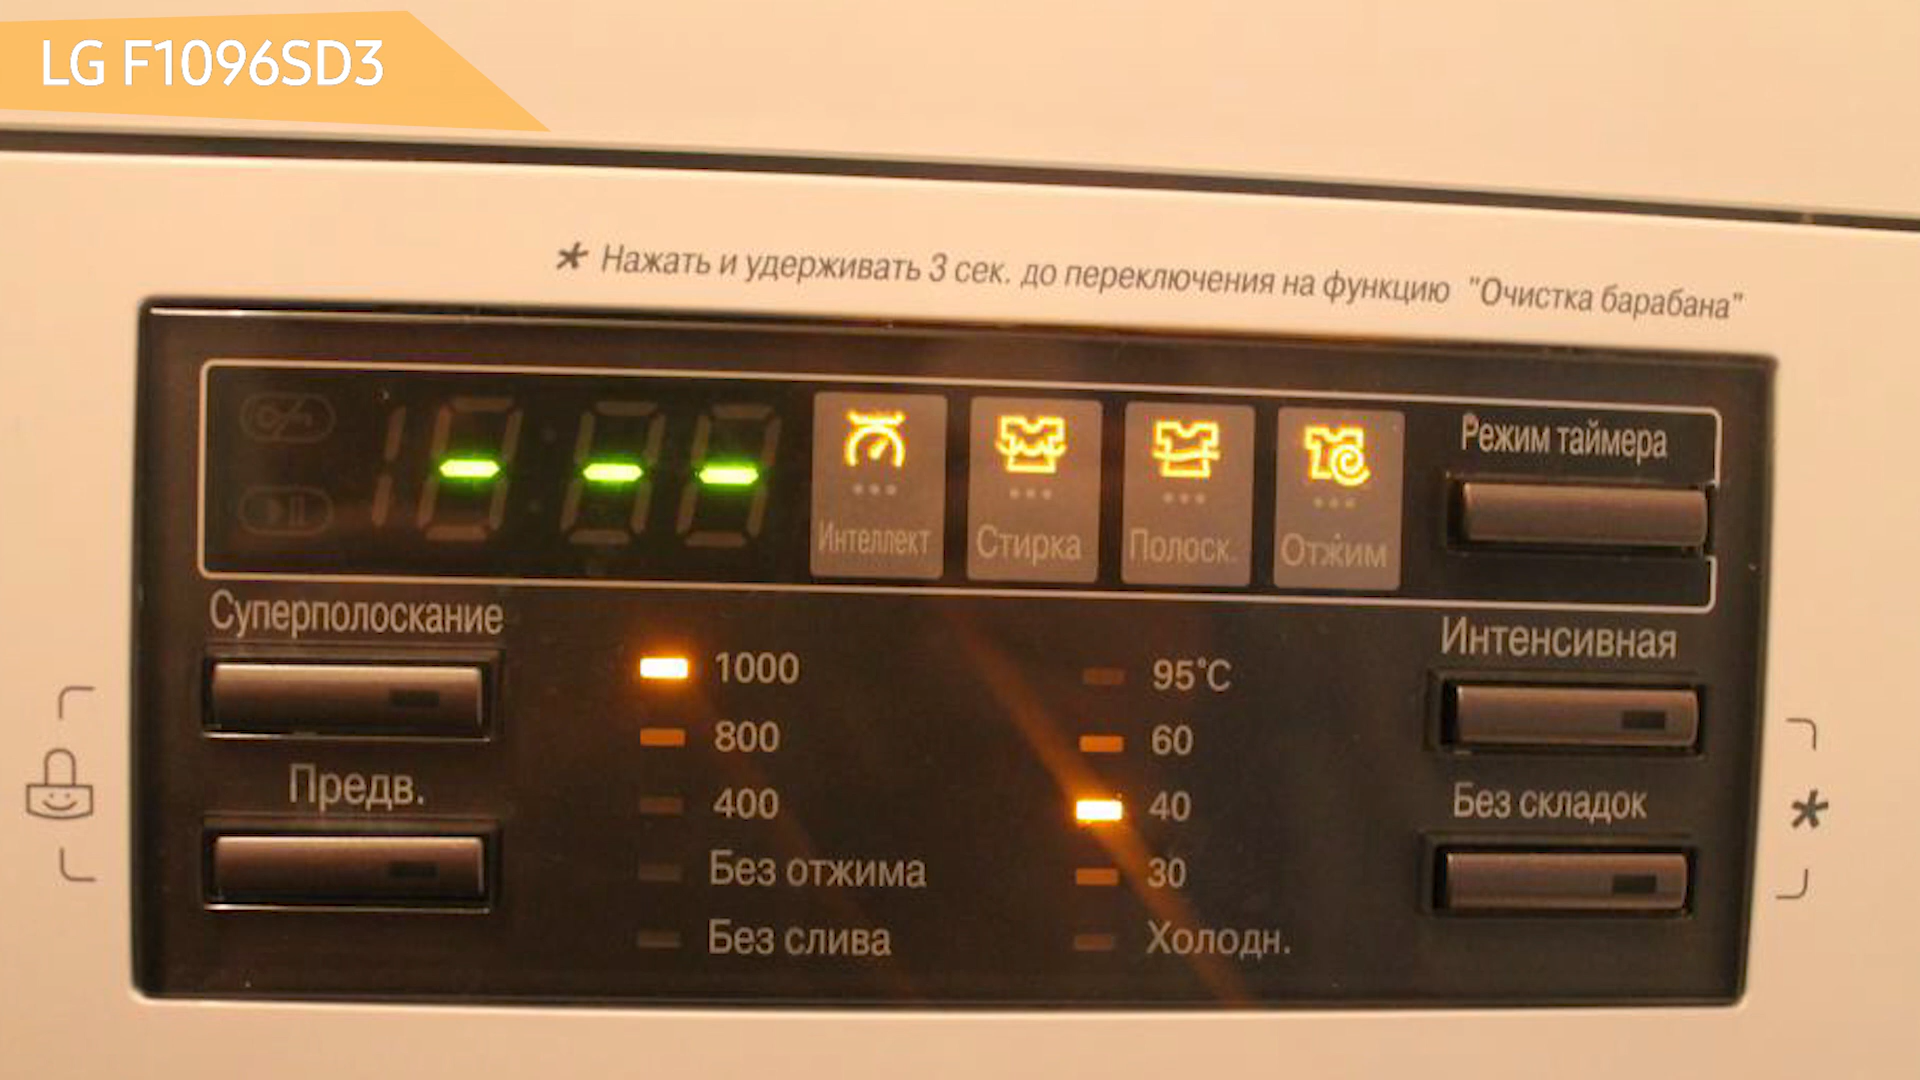 LG F1096SD3
* Нажать и удерживать 3 сек. до переключения на функцию "Очистка барабана"
- - -
Интеллект
Стирка
Полоск.
Отжим
Режим таймера
Суперполоскание
Предв.
1000
800
400
Без отжима
Без слива
95°C
60
40
30
Холодн.
Интенсивная
Без складок
*